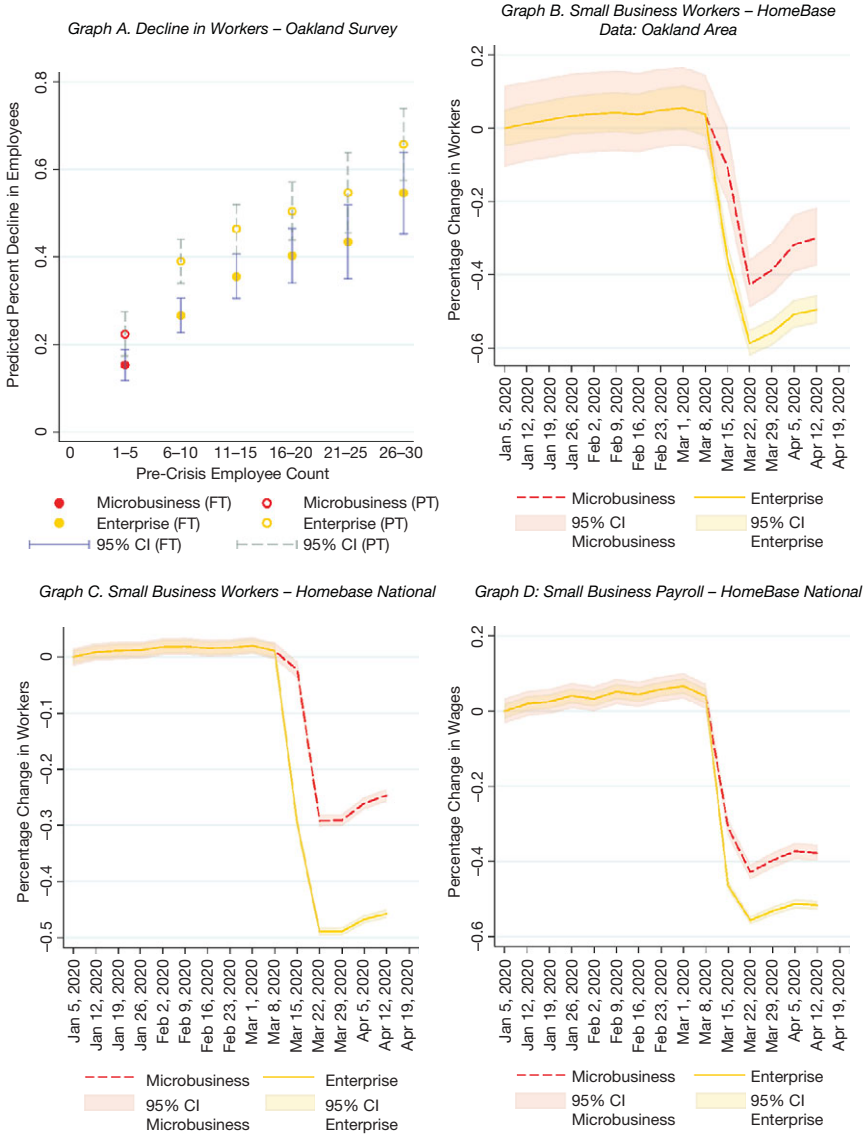 Graph A. Decline in Workers – Oakland Survey
Predicted Percent Decline in Employees
0.8
0.6
0.4
0.2
0
0 1–5 6–10 11–15 16–20 21–25 26–30
Pre-Crisis Employee Count
Microbusiness (FT) Microbusiness (PT)
Enterprise (FT) Enterprise (PT)
95% CI (FT) 95% CI (PT)
Graph B. Small Business Workers – HomeBase
Data: Oakland Area
Percentage Change in Workers
0.2
0
−0.2
−0.4
−0.6
Jan 5, 2020
Jan 12, 2020
Jan 19, 2020
Jan 26, 2020
Feb 2, 2020
Feb 9, 2020
Feb 16, 2020
Feb 23, 2020
Mar 1, 2020
Mar 8, 2020
Mar 15, 2020
Mar 22, 2020
Mar 29, 2020
Apr 5, 2020
Apr 12, 2020
Apr 19, 2020
Microbusiness Enterprise
95% CI 95% CI
Microbusiness Enterprise
Graph C. Small Business Workers – Homebase National
Percentage Change in Workers
0
−0.1
−0.2
−0.3
−0.4
−0.5
Jan 5, 2020
Jan 12, 2020
Jan 19, 2020
Jan 26, 2020
Feb 2, 2020
Feb 9, 2020
Feb 16, 2020
Feb 23, 2020
Mar 1, 2020
Mar 8, 2020
Mar 15, 2020
Mar 22, 2020
Mar 29, 2020
Apr 5, 2020
Apr 12, 2020
Apr 19, 2020
Microbusiness Enterprise
95% CI 95% CI
Microbusiness Enterprise
Graph D: Small Business Payroll – HomeBase National
Percentage Change in Wages
0.2
0
−0.2
−0.4
−0.6
Jan 5, 2020
Jan 12, 2020
Jan 19, 2020
Jan 26, 2020
Feb 2, 2020
Feb 9, 2020
Feb 16, 2020
Feb 23, 2020
Mar 1, 2020
Mar 8, 2020
Mar 15, 2020
Mar 22, 2020
Mar 29, 2020
Apr 5, 2020
Apr 12, 2020
Apr 19, 2020
Microbusiness Enterprise
95% CI 95% CI
Microbusiness Enterprise